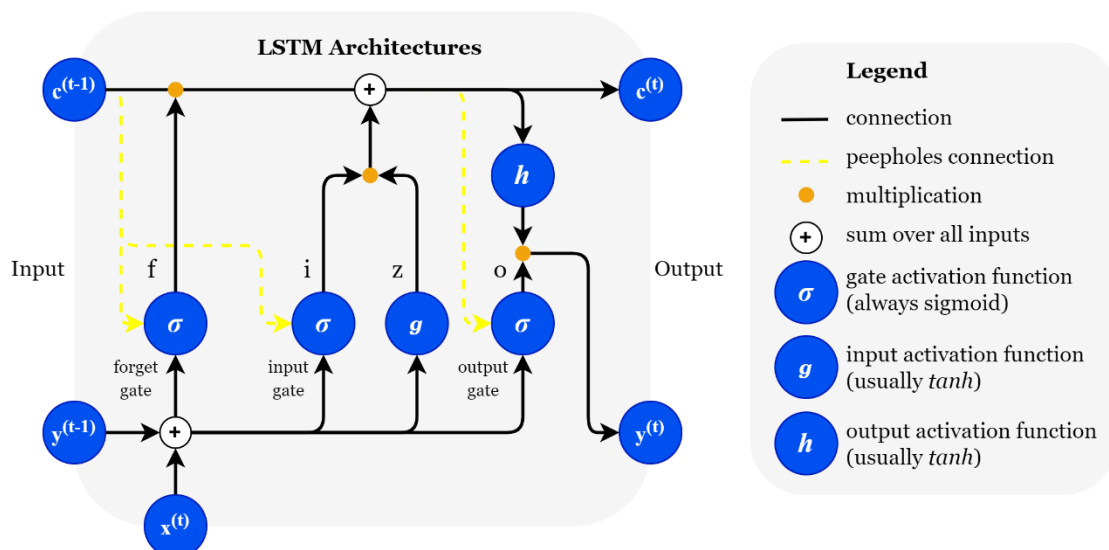 LSTM Architectures
c(t-1)
+
c(t)
h
Input
f
i
z
o
Output
σ
σ
g
σ
forget
gate
input
gate
output
gate
y(t-1)
+
y(t)
x(t)
Legend
connection
peepholes connection
multiplication
+
sum over all inputs
σ
gate activation function
(always sigmoid)
g
input activation function
(usually tanh)
h
output activation function
(usually tanh)